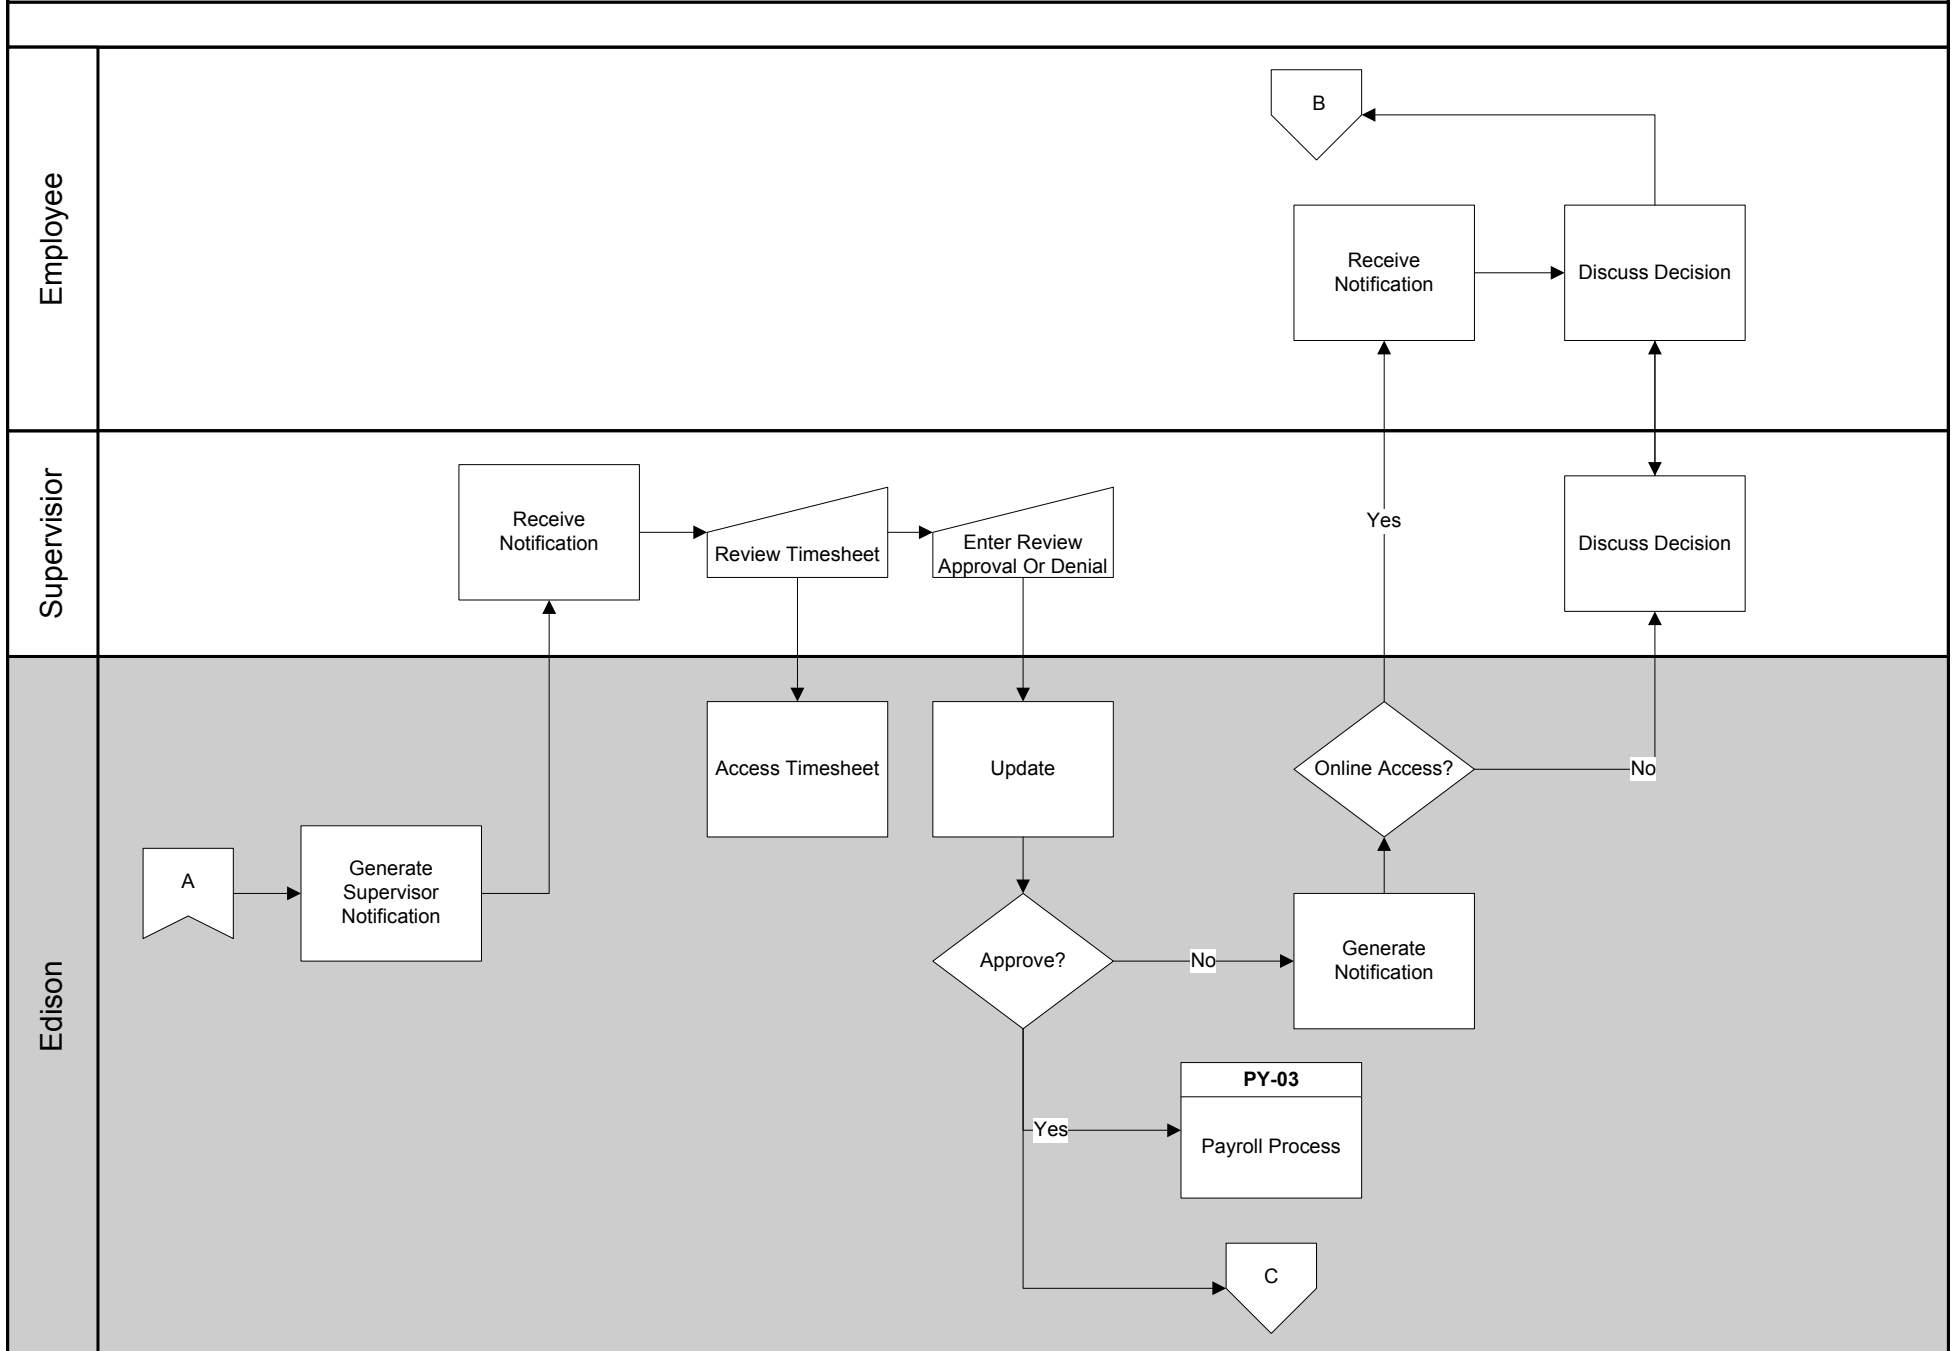 Employee
B
Receive
Notification
Discuss Decision
Supervisior
Receive
Notification
Review Timesheet
Enter Review
Approval Or Denial
Yes
Discuss Decision
Edison
Access Timesheet
Update
Online Access?
No
A
Generate
Supervisor
Notification
Approve?
No
Generate
Notification
PY-03
Yes
Payroll Process
C